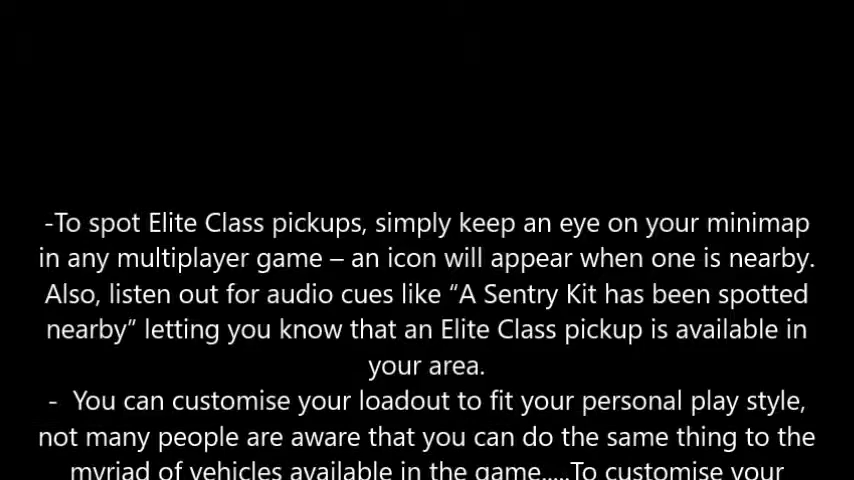 -To spot Elite Class pickups, simply keep an eye on your minimap
in any multiplayer game – an icon will appear when one is nearby.
Also, listen out for audio cues like “A Sentry Kit has been spotted
nearby” letting you know that an Elite Class pickup is available in
your area.
-  You can customise your loadout to fit your personal play style,
not many people are aware that you can do the same thing to the
myriad of vehicles available in the game.....To customise your